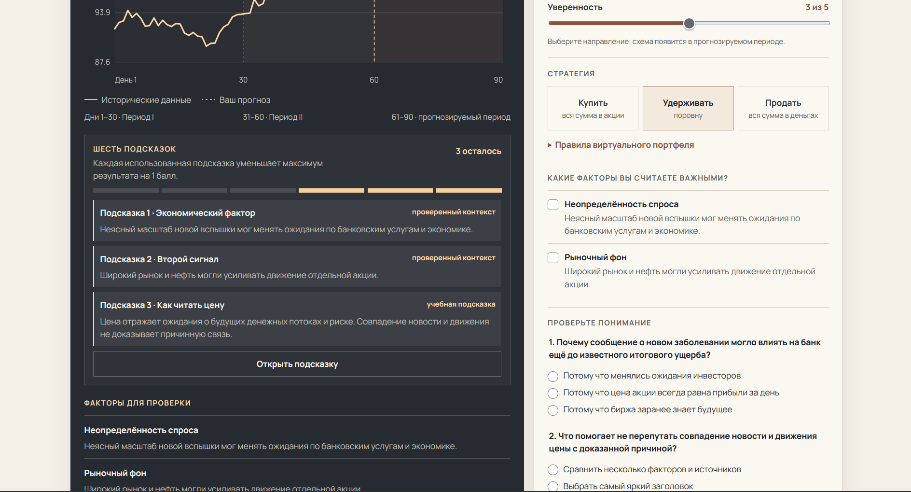 93.9
87.6
День 1
30
60
90
Исторические данные
Ваш прогноз
Дни 1–30 · Период I
31–60 · Период II
61–90 · прогнозируемый период
ШЕСТЬ ПОДСКАЗОК
3 осталось
Каждая использованная подсказка уменьшает максимум
результата на 1 балл.
Подсказка 1 · Экономический фактор
проверенный контекст
Неясный масштаб новой вспышки мог менять ожидания по банковским услугам и экономике.
Подсказка 2 · Второй сигнал
проверенный контекст
Широкий рынок и нефть могли усиливать движение отдельной акции.
Подсказка 3 · Как читать цену
учебная подсказка
Цена отражает ожидания о будущих денежных потоках и риске. Совпадение новости и движения
не доказывает причинную связь.
Открыть подсказку
ФАКТОРЫ ДЛЯ ПРОВЕРКИ
Неопределённость спроса
Неясный масштаб новой вспышки мог менять ожидания по банковским услугам и экономике.
Рыночный фон
Широкий рынок и нефть могли усиливать движение отдельной акции.
Уверенность
3 из 5
Выберите направление: схема появится в прогнозируемом периоде.
СТРАТЕГИЯ
Купить
вся сумма в акции
Удерживать
поровну
Продать
вся сумма в деньгах
Правила виртуального портфеля
КАКИЕ ФАКТОРЫ ВЫ СЧИТАЕТЕ ВАЖНЫМИ?
Неопределённость спроса
Неясный масштаб новой вспышки мог менять ожидания по
банковским услугам и экономике.
Рыночный фон
Широкий рынок и нефть могли усиливать движение отдельной
акции.
ПРОВЕРЬТЕ ПОНИМАНИЕ
1. Почему сообщение о новом заболевании могло влиять на банк
ещё до известного итогового ущерба?
Потому что менялись ожидания инвесторов
Потому что цена акции всегда равна прибыли за день
Потому что биржа заранее знает будущее
2. Что помогает не перепутать совпадение новости и движения
цены с доказанной причиной?
Сравнить несколько факторов и источников
Выбрать самый яркий заголовок